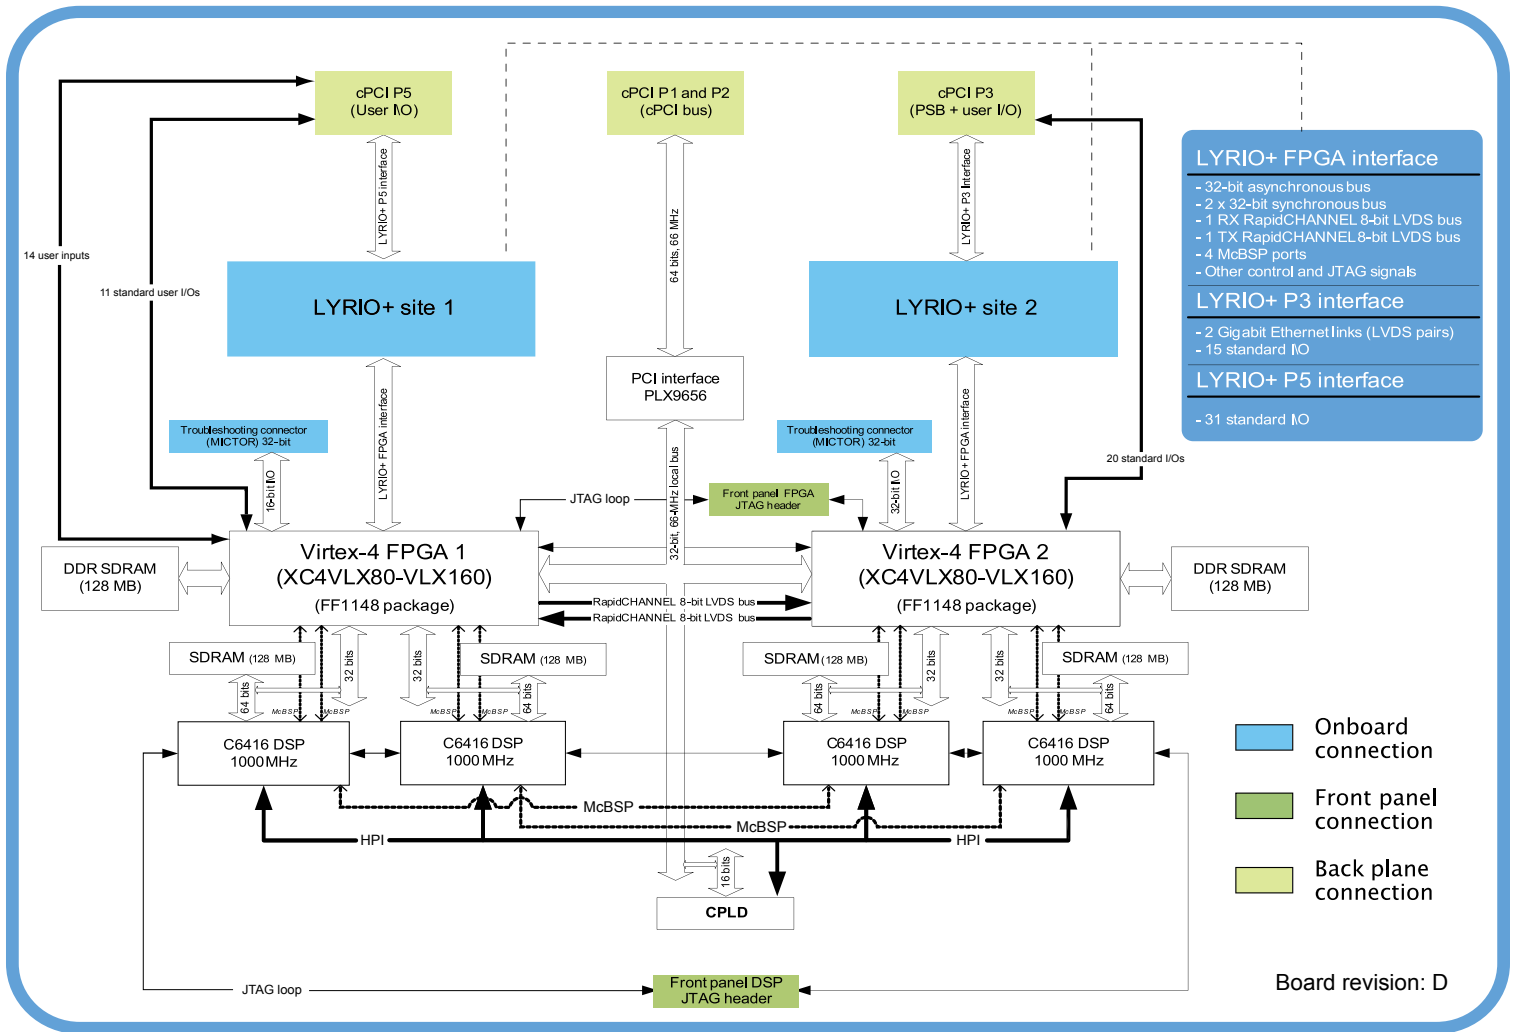 cPCI P5
(User I\O)
cPCI P1 and P2
(cPCI bus)
cPCI P3
(PSB + user I/O)
LYRIO+ P5 interface
64 bits, 66 MHz
LYRIO+ P3 Interface
14 user inputs
11 standard user I/Os
LYRIO+ site 1
LYRIO+ site 2
LYRIO+ FPGA interface
- 32-bit asynchronous bus
- 2 x 32-bit synchronous bus
- 1 RX RapidCHANNEL 8-bit LVDS bus
- 1 TX RapidCHANNEL 8-bit LVDS bus
- 4 McBSP ports
- Other control and JTAG signals
LYRIO+ P3 interface
- 2 Gigabit Ethernet links (LVDS pairs)
- 15 standard I\O
LYRIO+ P5 interface
- 31 standard I\O
PCI interface
PLX9656
Troubleshooting connector
(MICTOR) 32-bit
Troubleshooting connector
(MICTOR) 32-bit
16-bit I\O
LYRIO+ FPGA interface
32-bit, 66-MHz local bus
32-bit I/O
LYRIO+ FPGA interface
20 standard I/Os
JTAG loop
Front panel FPGA
JTAG header
DDR SDRAM
(128 MB)
Virtex-4 FPGA 1
(XC4VLX80-VLX160)
(FF1148 package)
Virtex-4 FPGA 2
(XC4VLX80-VLX160)
(FF1148 package)
DDR SDRAM
(128 MB)
RapidCHANNEL 8-bit LVDS bus
RapidCHANNEL 8-bit LVDS bus
SDRAM (128 MB)
32 bits
32 bits
SDRAM (128 MB)
SDRAM (128 MB)
32 bits
32 bits
SDRAM (128 MB)
64 bits
McBSP
McBSP
McBSP
McBSP
64 bits
64 bits
McBSP
McBSP
McBSP
McBSP
64 bits
C6416 DSP
1000 MHz
C6416 DSP
1000 MHz
C6416 DSP
1000 MHz
C6416 DSP
1000 MHz
McBSP
McBSP
HPI
HPI
16 bits
CPLD
Onboard
connection
Front panel
connection
Back plane
connection
JTAG loop
Front panel DSP
JTAG header
Board revision: D